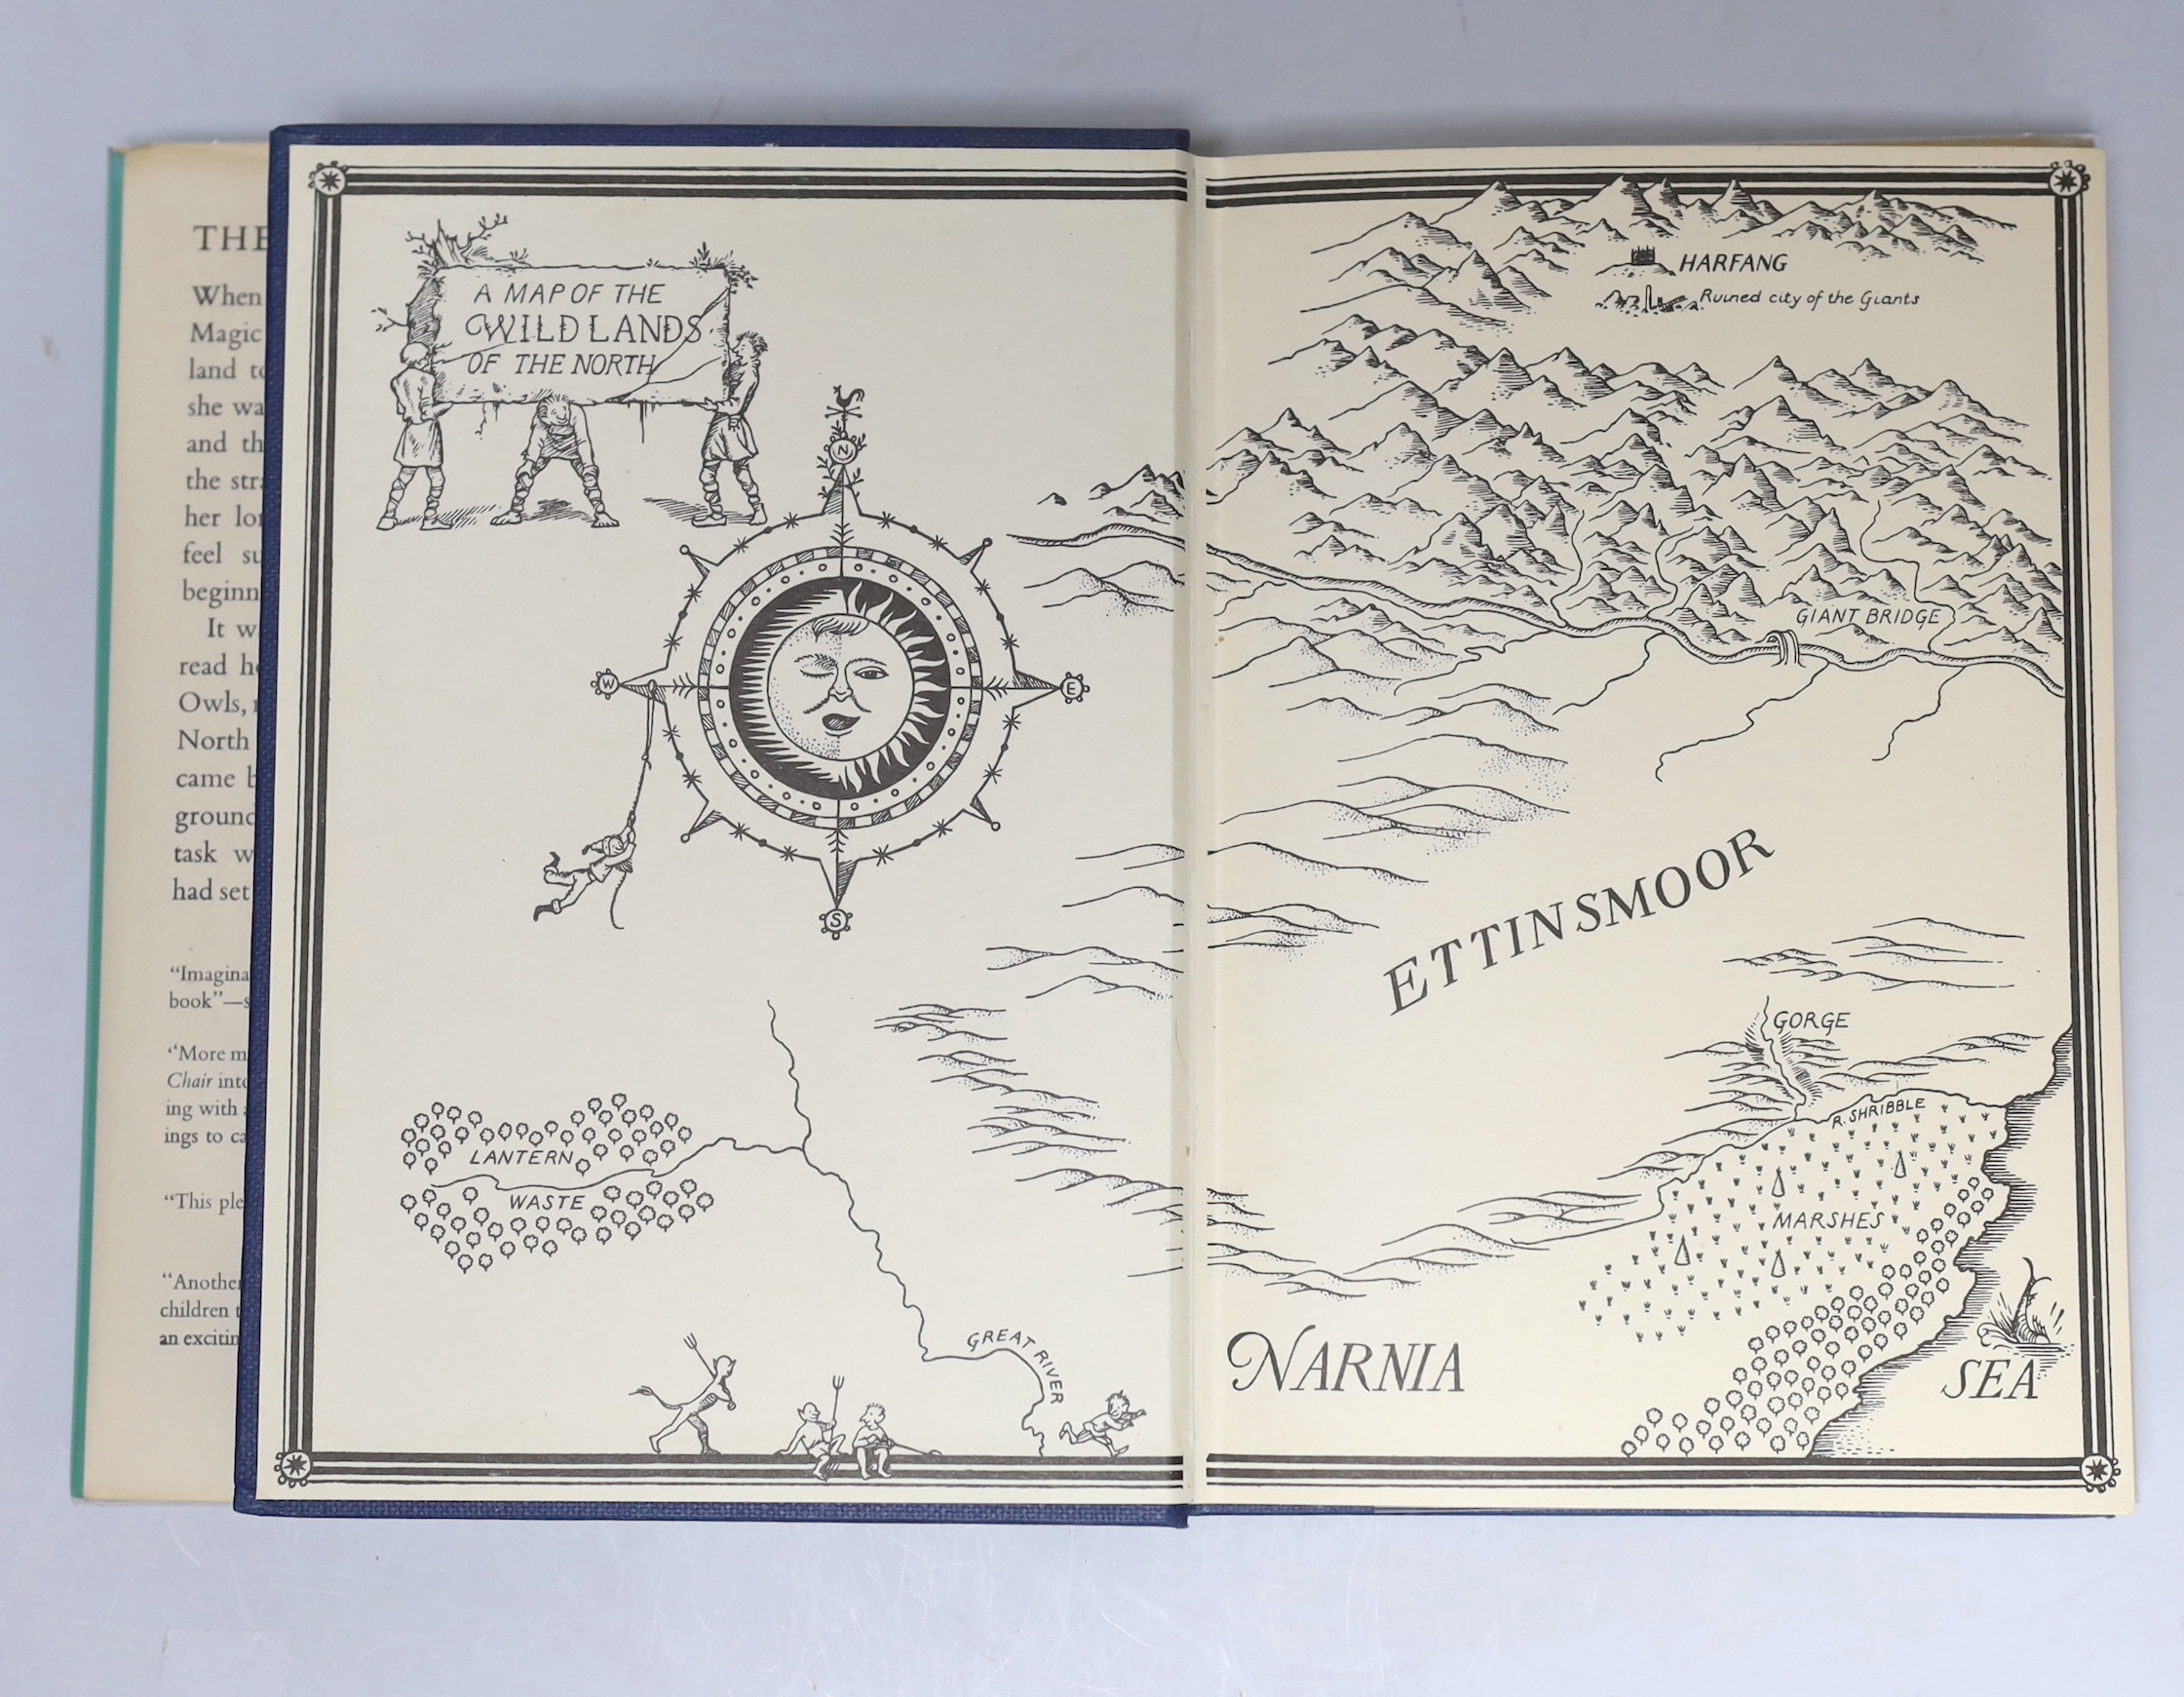 THE
When
Magic
land to
she wa
and th
the stra
her lon
feel su
beginn
It w
read he
Owls,
North
came b
ground
task w
had set
"Imagina
book"—s
"More m
Chair into
ing with
ings to ca
"This ple
"Another
children t
an excitin
A MAP OF THE
WILD LANDS
OF THE NORTH
N
W
E
S
LANTERN
WASTE
GREAT RIVER
HARFANG
Ruined city of the Giants
GIANT BRIDGE
ETTINSMOOR
GORGE
R. SHRIBBLE
MARSHES
NARNIA
SEA